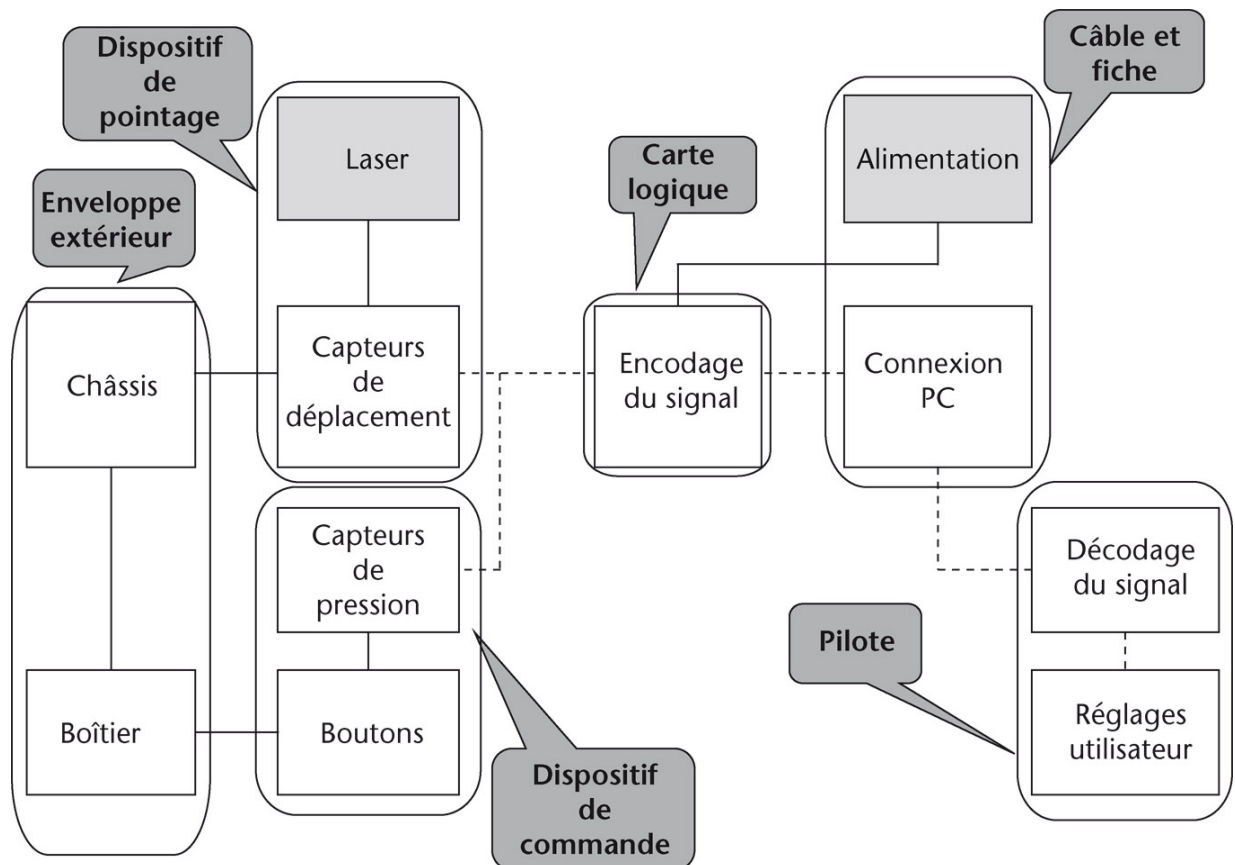 Dispositif
de
pointage
Câble et
fiche
Laser
Alimentation
Carte
logique
Enveloppe
extérieur
Châssis
Capteurs
de
déplacement
Encodage
du signal
Connexion
PC
Capteurs
de
pression
Décodage
du signal
Pilote
Boîtier
Boutons
Réglages
utilisateur
Dispositif
de
commande